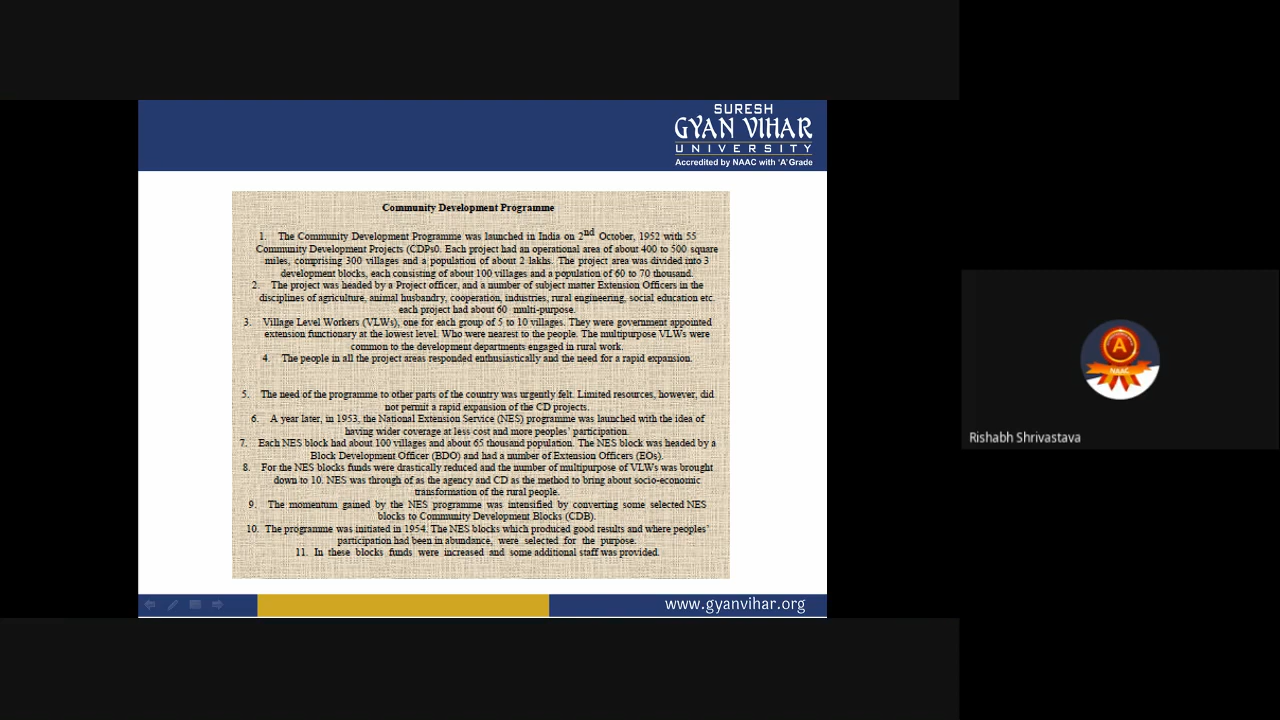 SURESH
GYAN VIHAR
UNIVERSITY
Accredited by NAAC with 'A' Grade
Community Development Programme
1. The Community Development Programme was launched in India on 2nd October, 1952 with 55
Community Development Projects (CDPs0. Each project had an operational area of about 400 to 500 square
miles, comprising 300 villages and a population of about 2 lakhs. The project area was divided into 3
development blocks, each consisting of about 100 villages and a population of 60 to 70 thousand.
2. The project was headed by a Project officer, and a number of subject matter Extension Officers in the
disciplines of agriculture, animal husbandry, cooperation, industries, rural engineering, social education etc.
each project had about 60 multi-purpose.
3. Village Level Workers (VLWs), one for each group of 5 to 10 villages. They were government appointed
extension functionary at the lowest level. Who were nearest to the people. The multipurpose VLWs were
common to the development departments engaged in rural work.
4. The people in all the project areas responded enthusiastically and the need for a rapid expansion.
5. The need of the programme to other parts of the country was urgently felt. Limited resources, however, did
not permit a rapid expansion of the CD projects.
6. A year later, in 1953, the National Extension Service (NES) programme was launched with the idea of
having wider coverage at less cost and more peoples' participation.
7. Each NES block had about 100 villages and about 65 thousand population. The NES block was headed by a
Block Development Officer (BDO) and had a number of Extension Officers (EOs).
8. For the NES blocks funds were drastically reduced and the number of multipurpose of VLWs was brought
down to 10. NES was through of as the agency and CD as the method to bring about socio-economic
transformation of the rural people.
9. The momentum gained by the NES programme was intensified by converting some selected NES
blocks to Community Development Blocks (CDB).
10. The programme was initiated in 1954. The NES blocks which produced good results and where peoples'
participation had been in abundance, were selected for the purpose.
11. In these blocks funds were increased and some additional staff was provided.
www.gyanvihar.org
A
NAAC
Rishabh Shrivastava